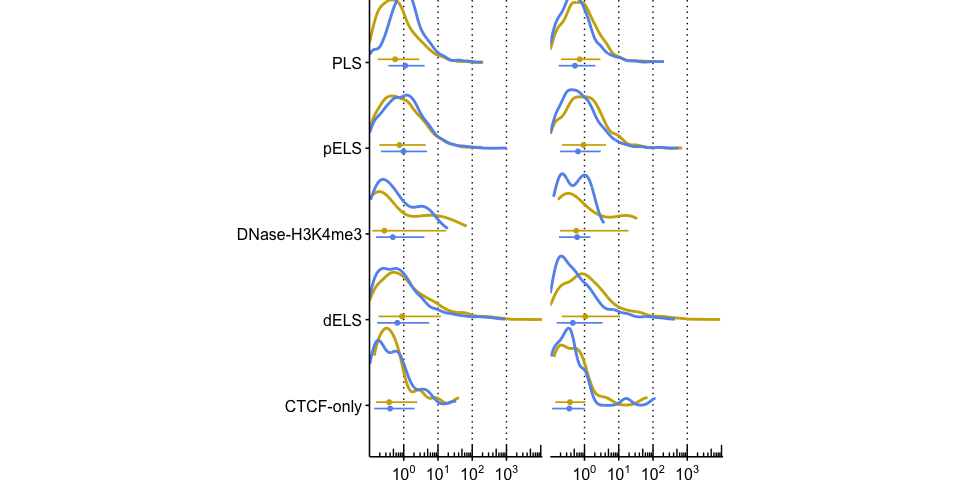 PLS
pELS
DNase-H3K4me3
dELS
CTCF-only
10⁰ 10¹ 10² 10³ 10⁰ 10¹ 10² 10³